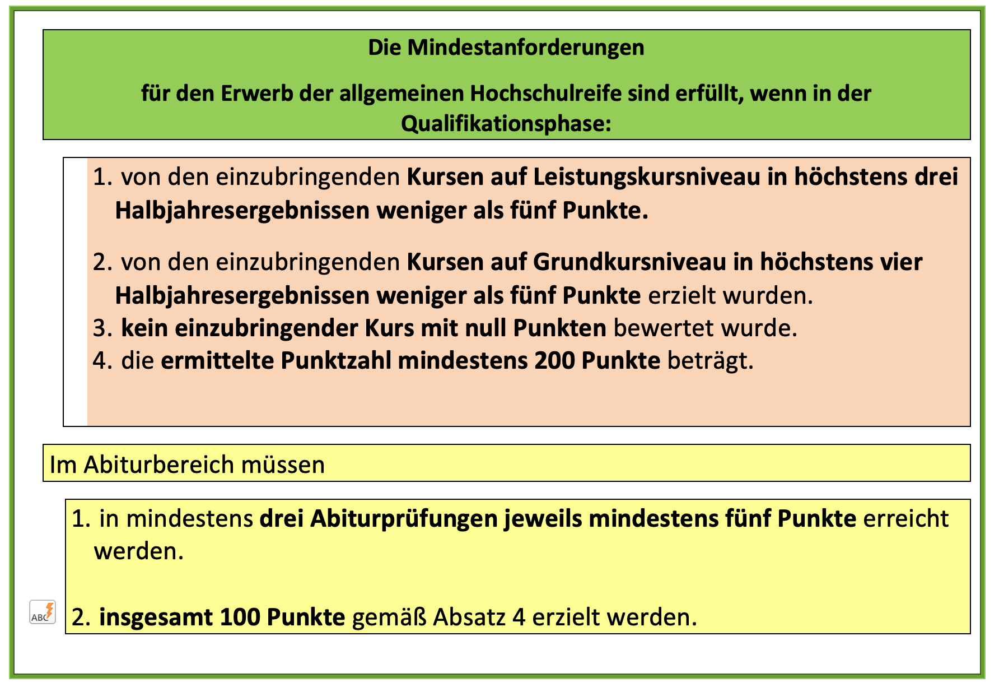 Die Mindestanforderungen
für den Erwerb der allgemeinen Hochschulreife sind erfüllt, wenn in der
Qualifikationsphase:
1. von den einzubringenden Kursen auf Leistungskursniveau in höchstens drei
Halbjahresergebnissen weniger als fünf Punkte.
2. von den einzubringenden Kursen auf Grundkursniveau in höchstens vier
Halbjahresergebnissen weniger als fünf Punkte erzielt wurden.
3. kein einzubringender Kurs mit null Punkten bewertet wurde.
4. die ermittelte Punktzahl mindestens 200 Punkte beträgt.
Im Abiturbereich müssen
1. in mindestens drei Abiturprüfungen jeweils mindestens fünf Punkte erreicht
werden.
ABC
2. insgesamt 100 Punkte gemäß Absatz 4 erzielt werden.